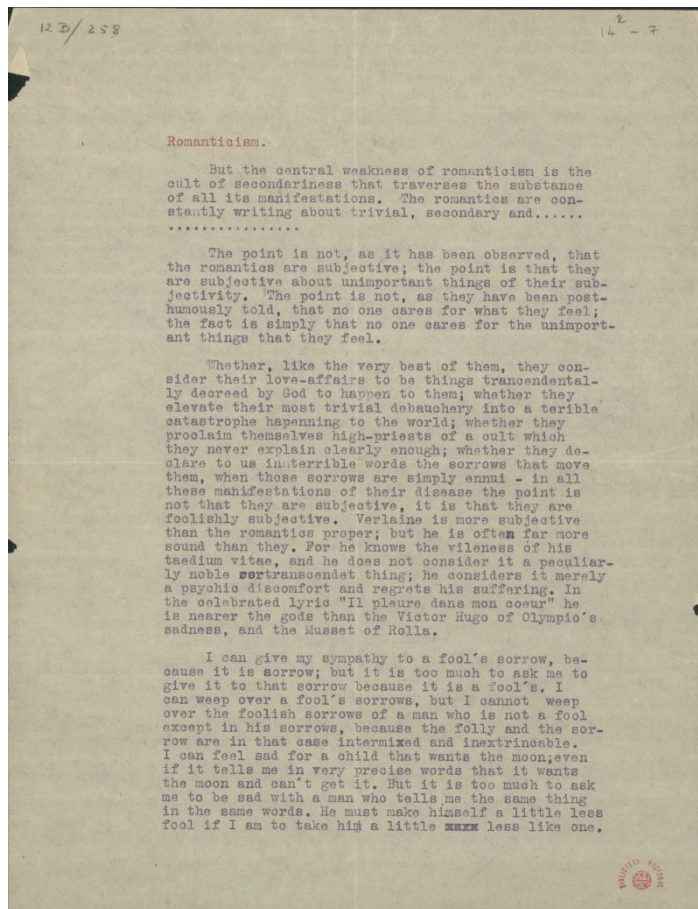 12 B/258
14² - 7
Romanticism.
But the central weakness of romanticism is the
cult of secondariness that traverses the substance
of all its manifestations. The romantics are con-
stantly writing about trivial, secondary and......
................
The point is not, as it has been observed, that
the romantics are subjective; the point is that they
are subjective about unimportant things of their sub-
jectivity. The point is not, as they have been post-
humously told, that no one cares for what they feel;
the fact is simply that no one cares for the unimport-
ant things that they feel.
Whether, like the very best of them, they con-
sider their love-affairs to be things trancendental-
ly decreed by God to happen to them; whether they
elevate their most trivial debauchery into a terible
catastrophe hapenning to the world; whether they
proclaim themselves high-priests of a cult which
they never explain clearly enough; whether they de-
clare to us in terrible words the sorrows that move
them, when those sorrows are simply ennui - in all
these manifestations of their disease the point is
not that they are subjective, it is that they are
foolishly subjective. Verlaine is more subjective
than the romantics proper; but he is often far more
sound than they. For he knows the vileness of his
taedium vitae, and he does not consider it a peculiar-
ly noble or transcendet thing; he considers it merely
a psychic discomfort and regrets his suffering. In
the celebrated lyric "Il pleure dans mon coeur" he
is nearer the gods than the Victor Hugo of Olympio's
sadness, and the Musset of Rolla.
I can give my sympathy to a fool's sorrow, be-
cause it is sorrow; but it is too much to ask me to
give it to that sorrow because it is a fool's. I
can weep over a fool's sorrows, but I cannot weep
over the foolish sorrows of a man who is not a fool
except in his sorrows, because the folly and the sor-
row are in that case intermixed and inextrincable.
I can feel sad for a child that wants the moon;even
if it tells me in very precise words that it wants
the moon and can't get it. But it is too much to ask
me to be sad with a man who tells me the same thing
in the same words. He must make himself a little less
fool if I am to take him a little less like one.